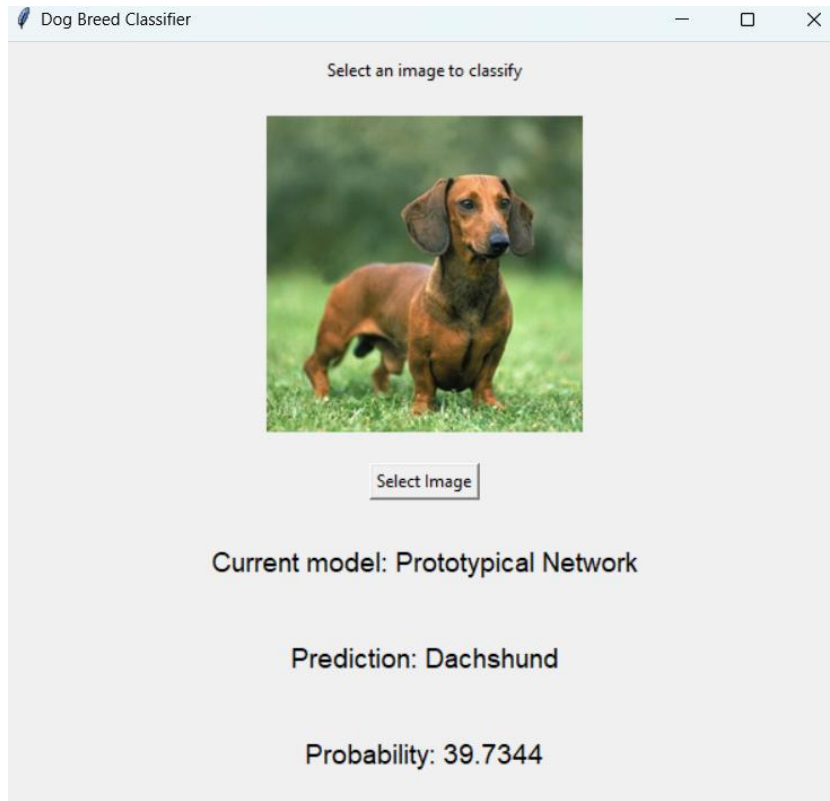 Dog Breed Classifier
Select an image to classify
Select Image
Current model: Prototypical Network
Prediction: Dachshund
Probability: 39.7344